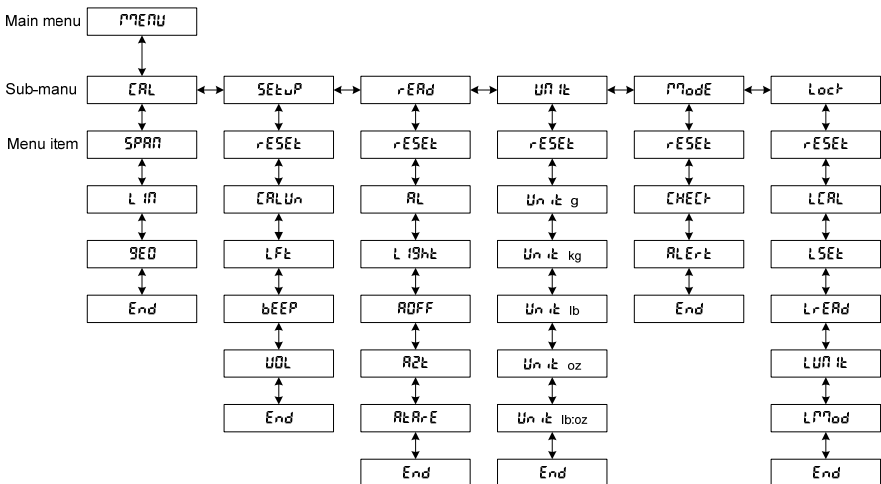 Main menu MENU
Sub-manu CAL SEtuP rEAd UNIt ModE Lock
Menu item SPAN rESEt rESEt rESEt rESEt rESEt
LIN CALUn AL Unit g CHECk LCAL
gEO LFt LIght Unit kg ALErt LSEt
End bEEP AOFF Unit lb End LrEAd
VOL AZt Unit oz LUNIt
End AtArE Unit lb:oz LMod
End End End